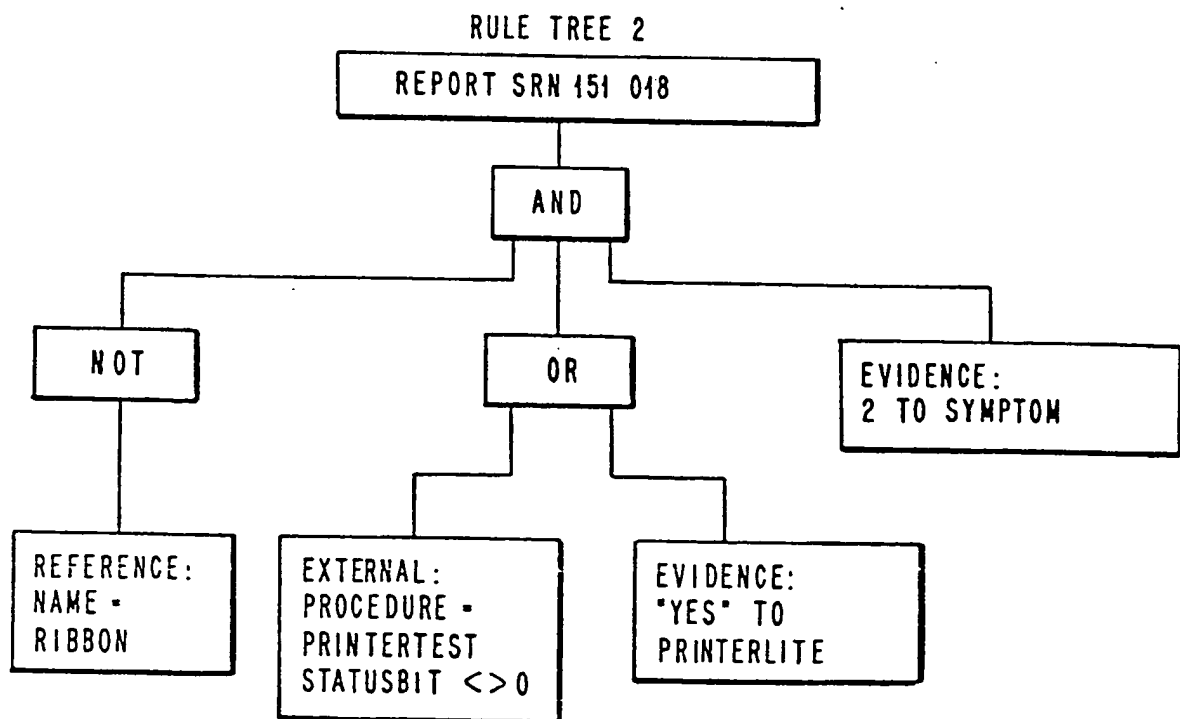 RULE TREE 2
REPORT SRN 151 018
AND
NOT
OR
EVIDENCE:
2 TO SYMPTOM
REFERENCE:
NAME =
RIBBON
EXTERNAL:
PROCEDURE =
PRINTERTEST
STATUSBIT <> 0
EVIDENCE:
"YES" TO
PRINTERLITE